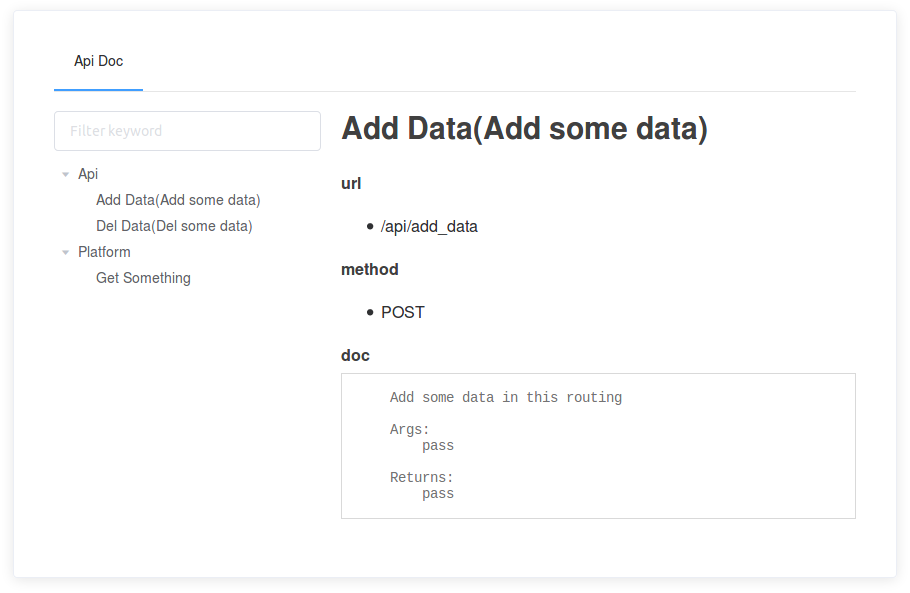 Api Doc
Filter keyword
Api
Add Data(Add some data)
Del Data(Del some data)
Platform
Get Something
Add Data(Add some data)
url
• /api/add_data
method
• POST
doc
Add some data in this routing
Args:
pass
Returns:
pass